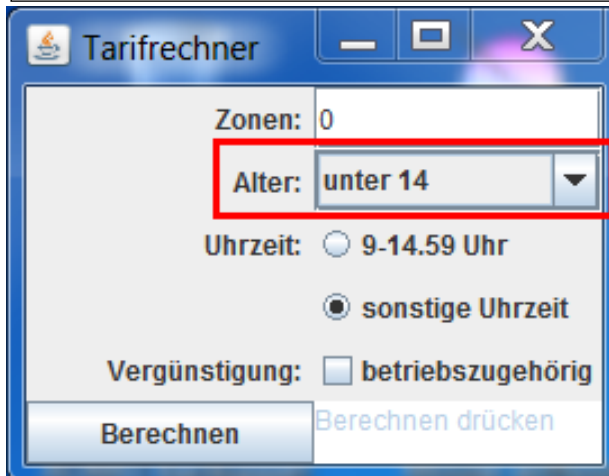 Tarifrechner
Zonen: 0
Alter: unter 14
Uhrzeit: 9-14.59 Uhr
sonstige Uhrzeit
Vergünstigung: betriebszugehörig
Berechnen Berechnen drücken